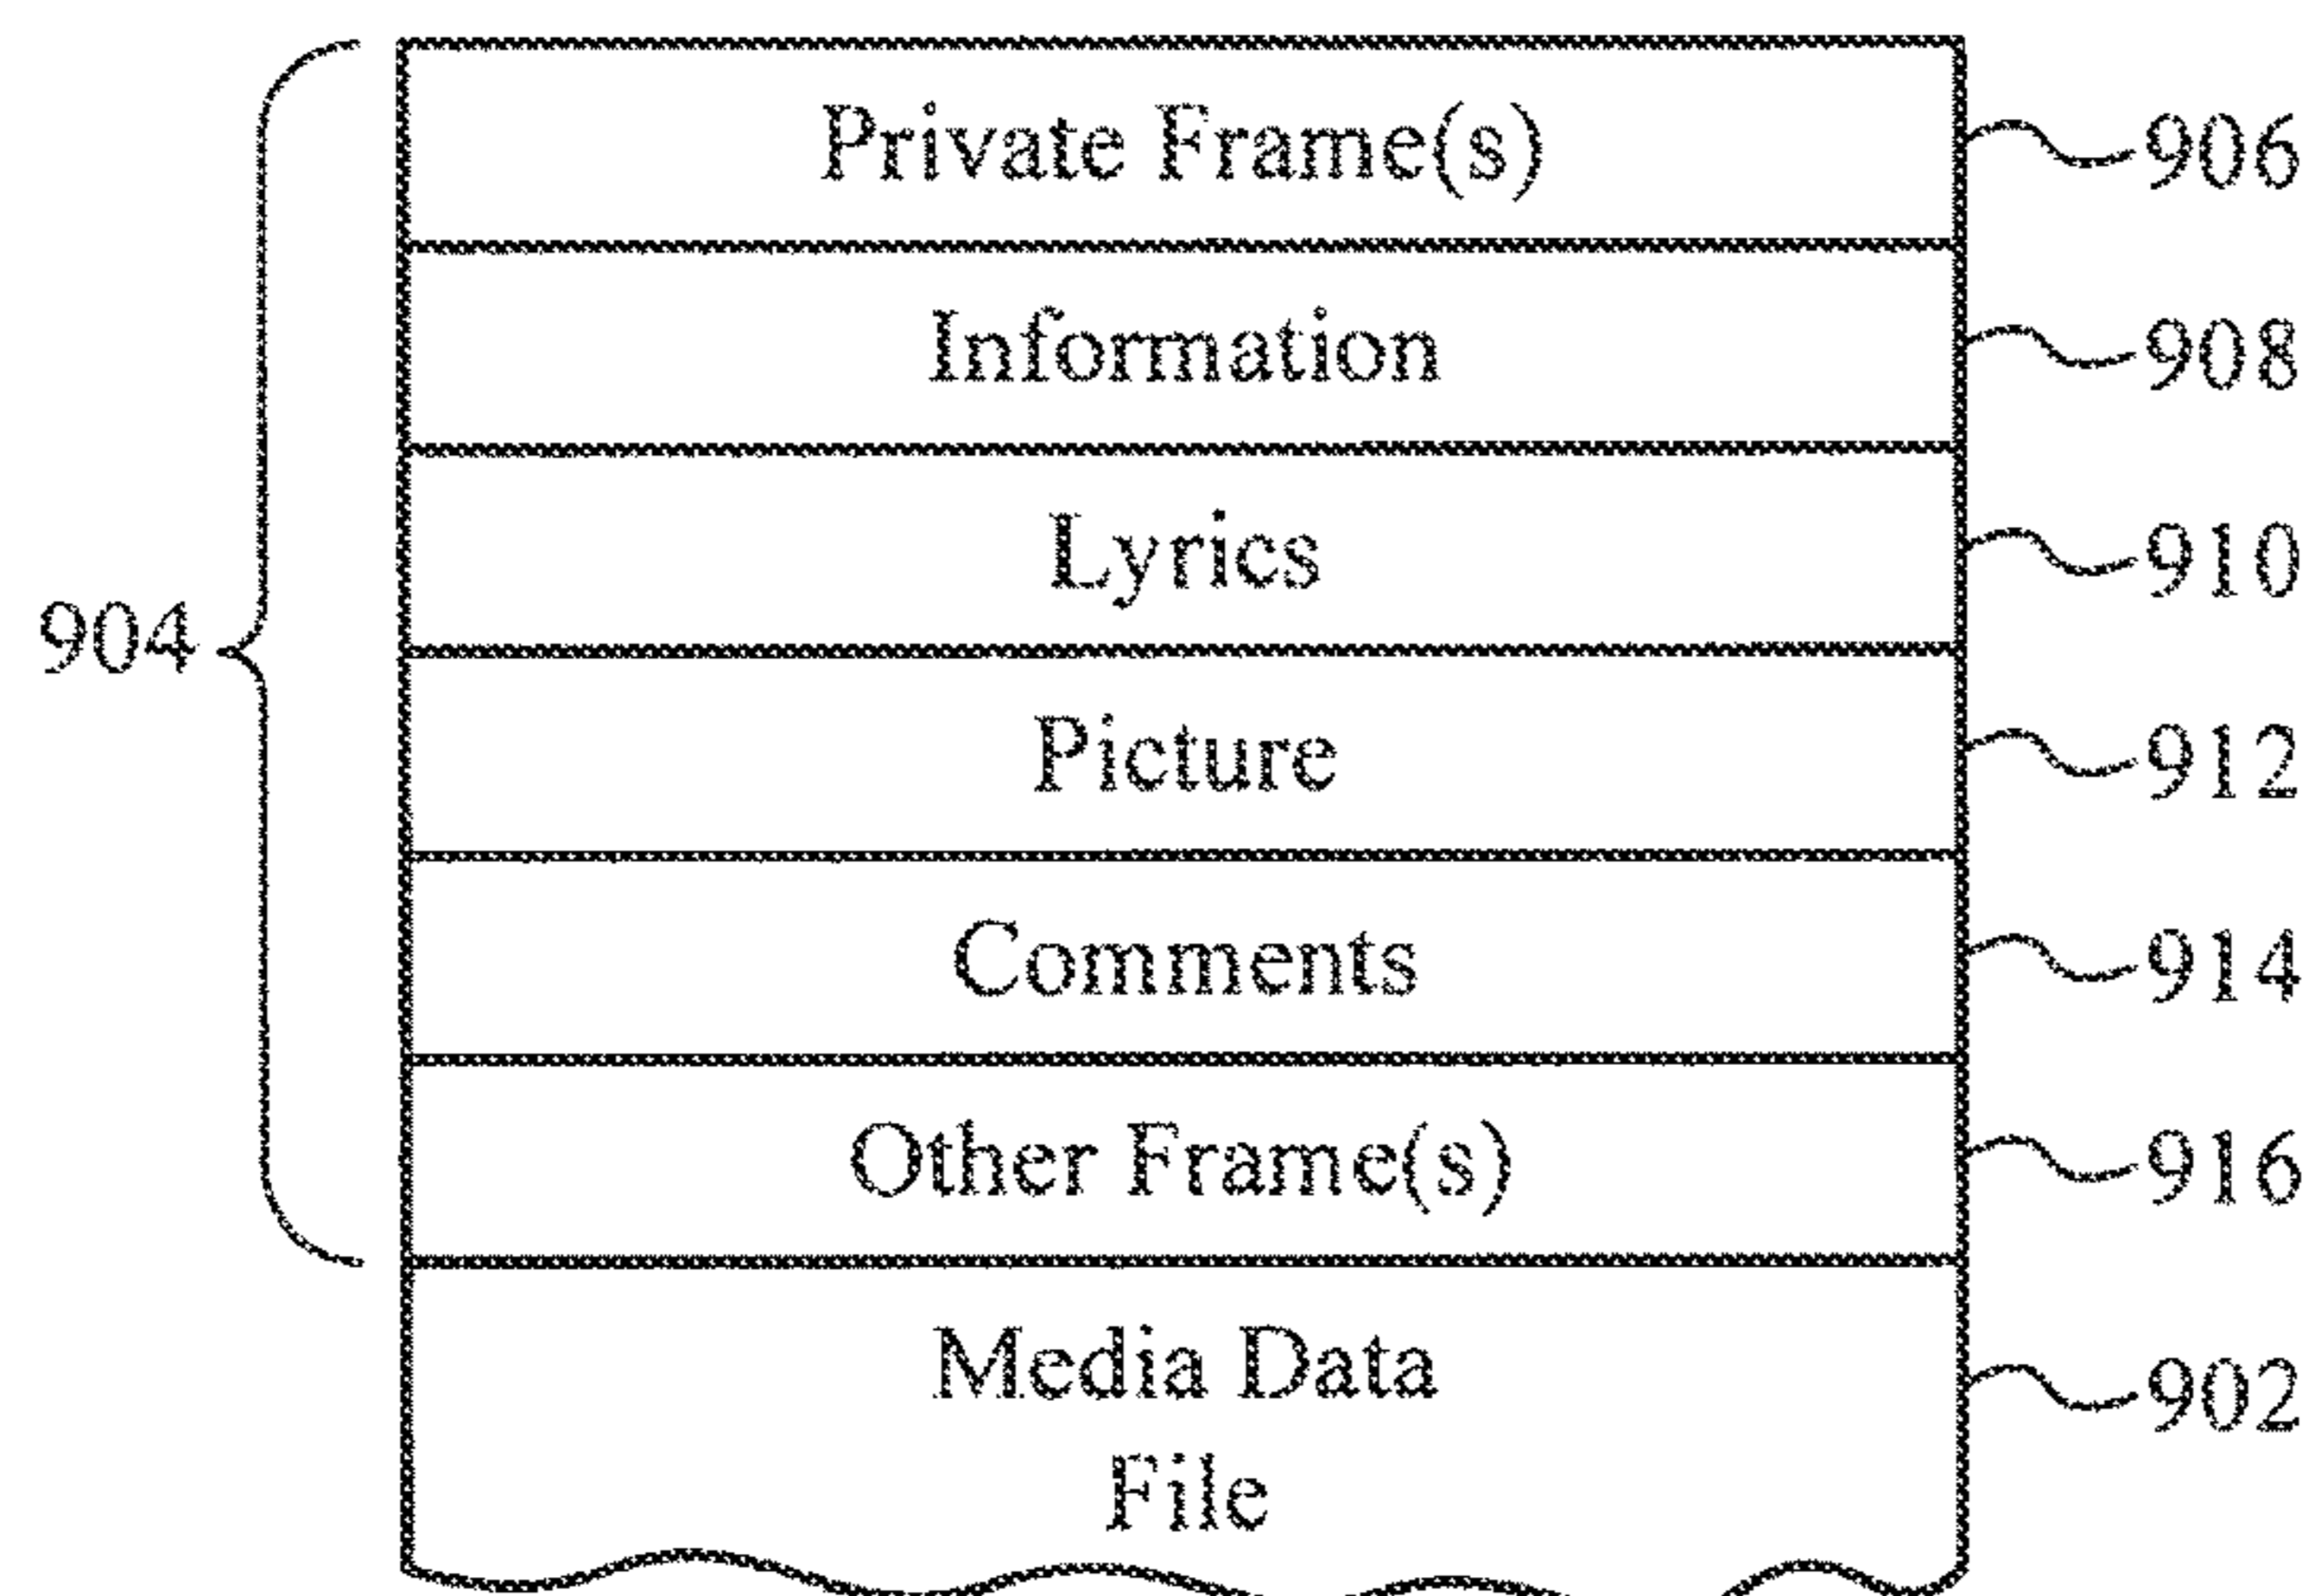 Private Frame(s)
906
Information
908
Lyrics
910
904
Picture
912
Comments
914
Other Frame(s)
916
Media Data
902
File